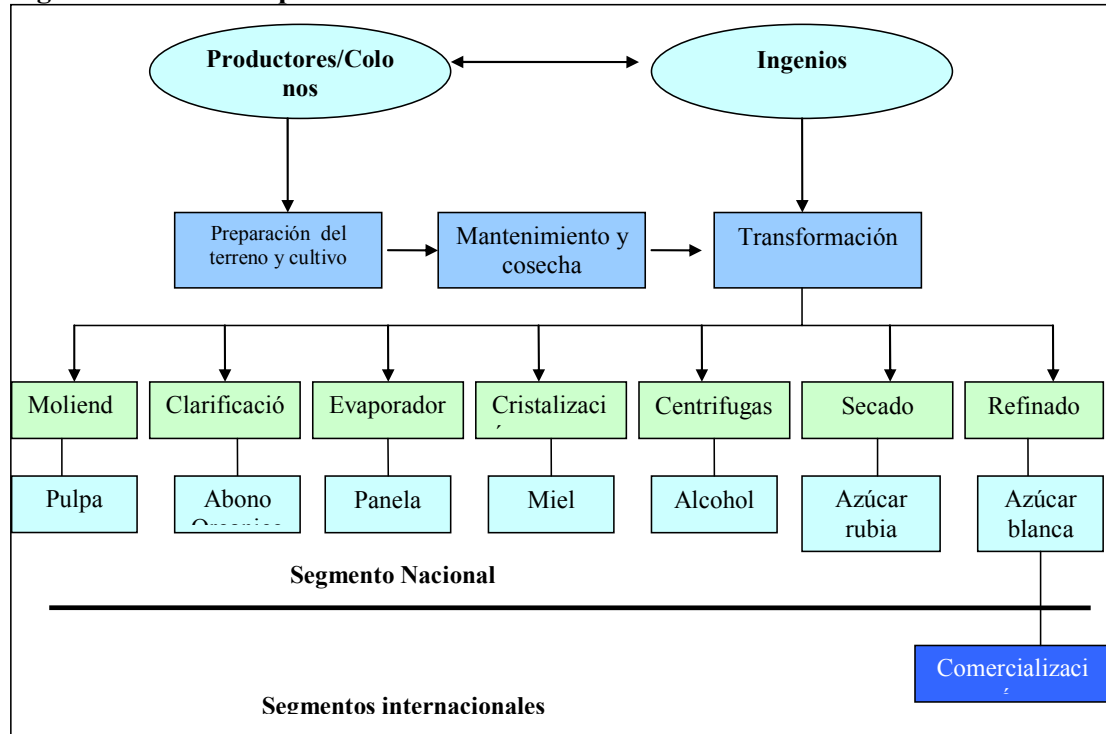 Productores/Colo
nos
Ingenios
Preparación del
terreno y cultivo
Mantenimiento y
cosecha
Transformación
Moliend
Clarificació
Evaporador
Cristalizaci
Centrifugas
Secado
Refinado
Pulpa
Abono
Panela
Miel
Alcohol
Azúcar
rubia
Azúcar
blanca
Segmento Nacional
Comercializaci
Segmentos internacionales